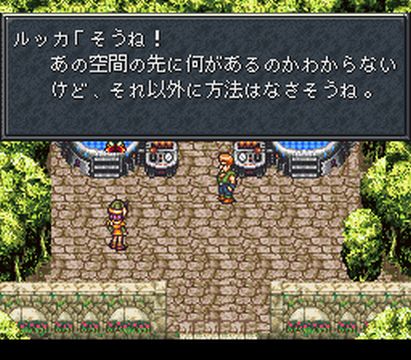 ルッカ「そうね!
あの空間の先に何があるのかわからない
けど、それ以外に方法はなさそうね。